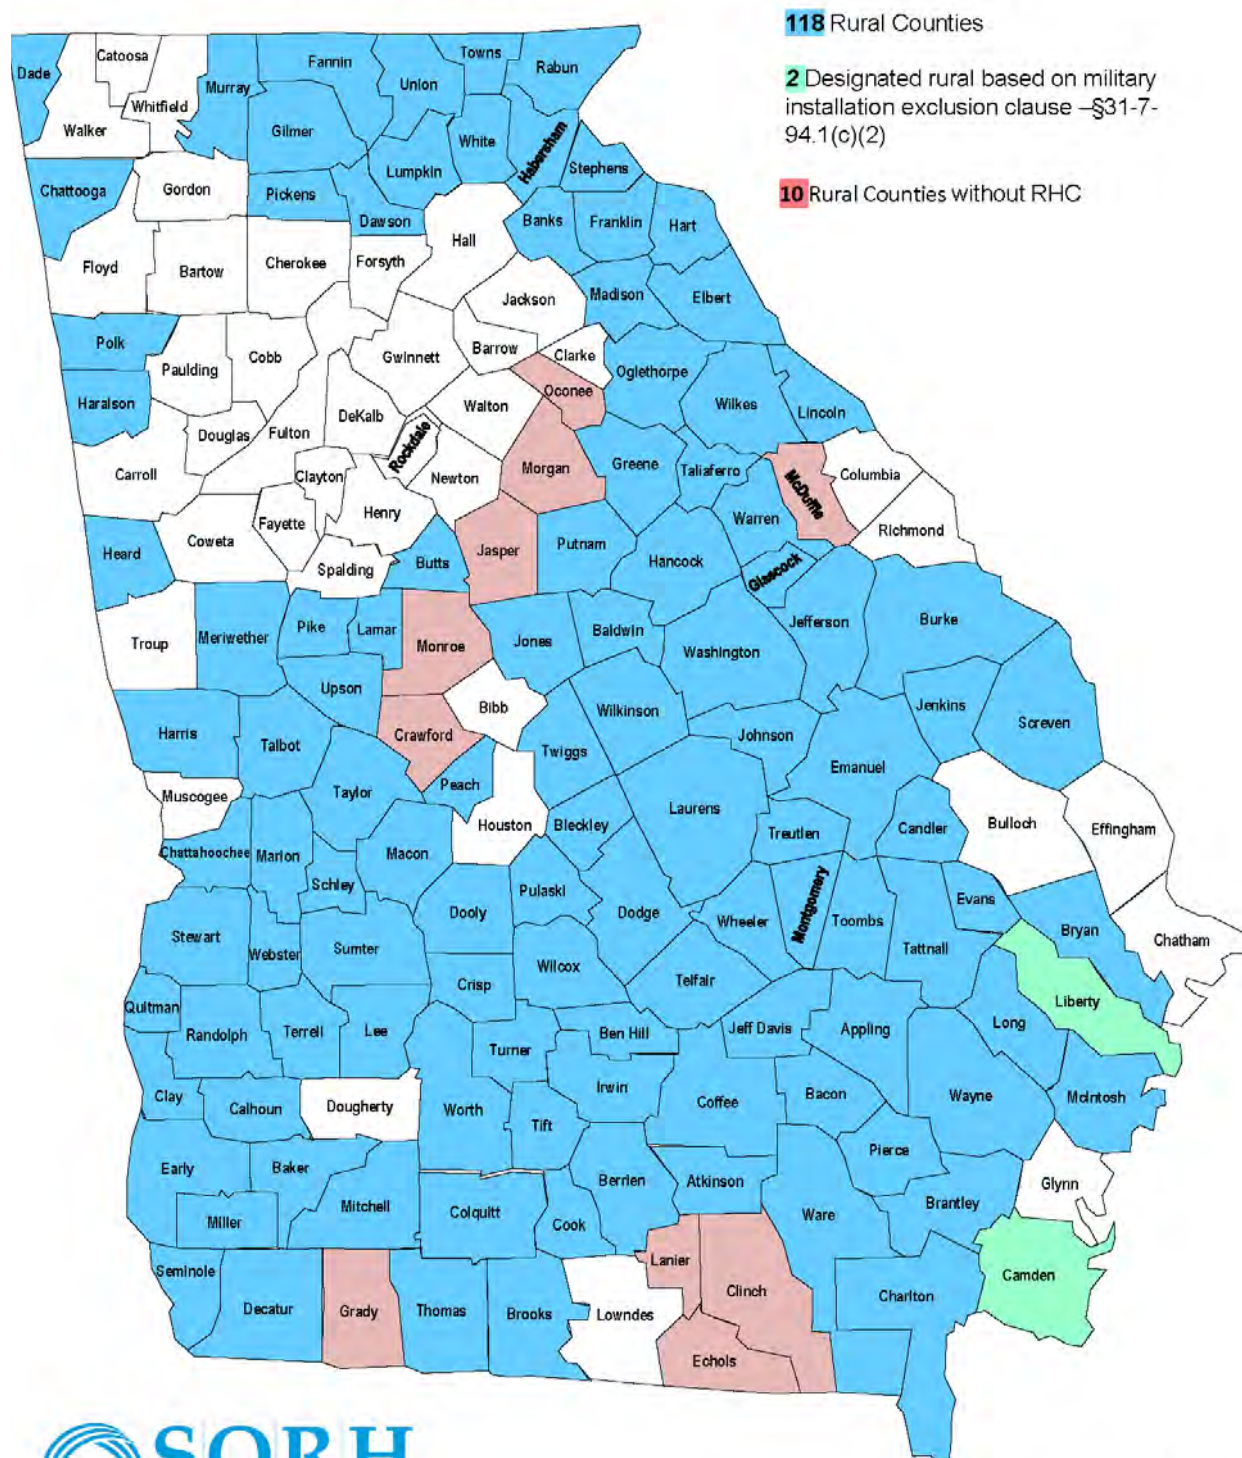 118 Rural Counties
2 Designated rural based on military
installation exclusion clause –§31-7-
94.1(c)(2)
10 Rural Counties without RHC
Dade
Catoosa
Whitfield
Walker
Murray
Fannin
Union
Towns
Rabun
Gilmer
White
Habersham
Stephens
Lumpkin
Chattooga
Gordon
Pickens
Dawson
Banks
Franklin
Hart
Hall
Floyd
Bartow
Cherokee
Forsyth
Jackson
Madison
Elbert
Polk
Paulding
Cobb
Gwinnett
Barrow
Clarke
Oglethorpe
Oconee
Haralson
Douglas
Fulton
DeKalb
Rockdale
Walton
Wilkes
Lincoln
Carroll
Clayton
Newton
Morgan
Greene
Taliaferro
McDuffie
Columbia
Richmond
Heard
Coweta
Fayette
Henry
Spalding
Butts
Jasper
Putnam
Hancock
Warren
Glascock
Troup
Meriwether
Pike
Lamar
Monroe
Jones
Baldwin
Washington
Jefferson
Burke
Upson
Bibb
Wilkinson
Jenkins
Screven
Harris
Talbot
Crawford
Twiggs
Johnson
Emanuel
Muscogee
Taylor
Peach
Houston
Bleckley
Laurens
Treutlen
Candler
Bulloch
Effingham
Chattahoochee
Marion
Schley
Macon
Dooly
Pulaski
Dodge
Wheeler
Montgomery
Toombs
Tattnall
Evans
Bryan
Chatham
Stewart
Webster
Sumter
Crisp
Wilcox
Telfair
Liberty
Quitman
Randolph
Terrell
Lee
Turner
Ben Hill
Jeff Davis
Appling
Long
Clay
Calhoun
Dougherty
Worth
Tift
Irwin
Coffee
Bacon
Wayne
McIntosh
Early
Baker
Miller
Mitchell
Colquitt
Cook
Berrien
Atkinson
Ware
Pierce
Brantley
Glynn
Seminole
Decatur
Grady
Thomas
Brooks
Lowndes
Lanier
Clinch
Echols
Charlton
Camden
SORH